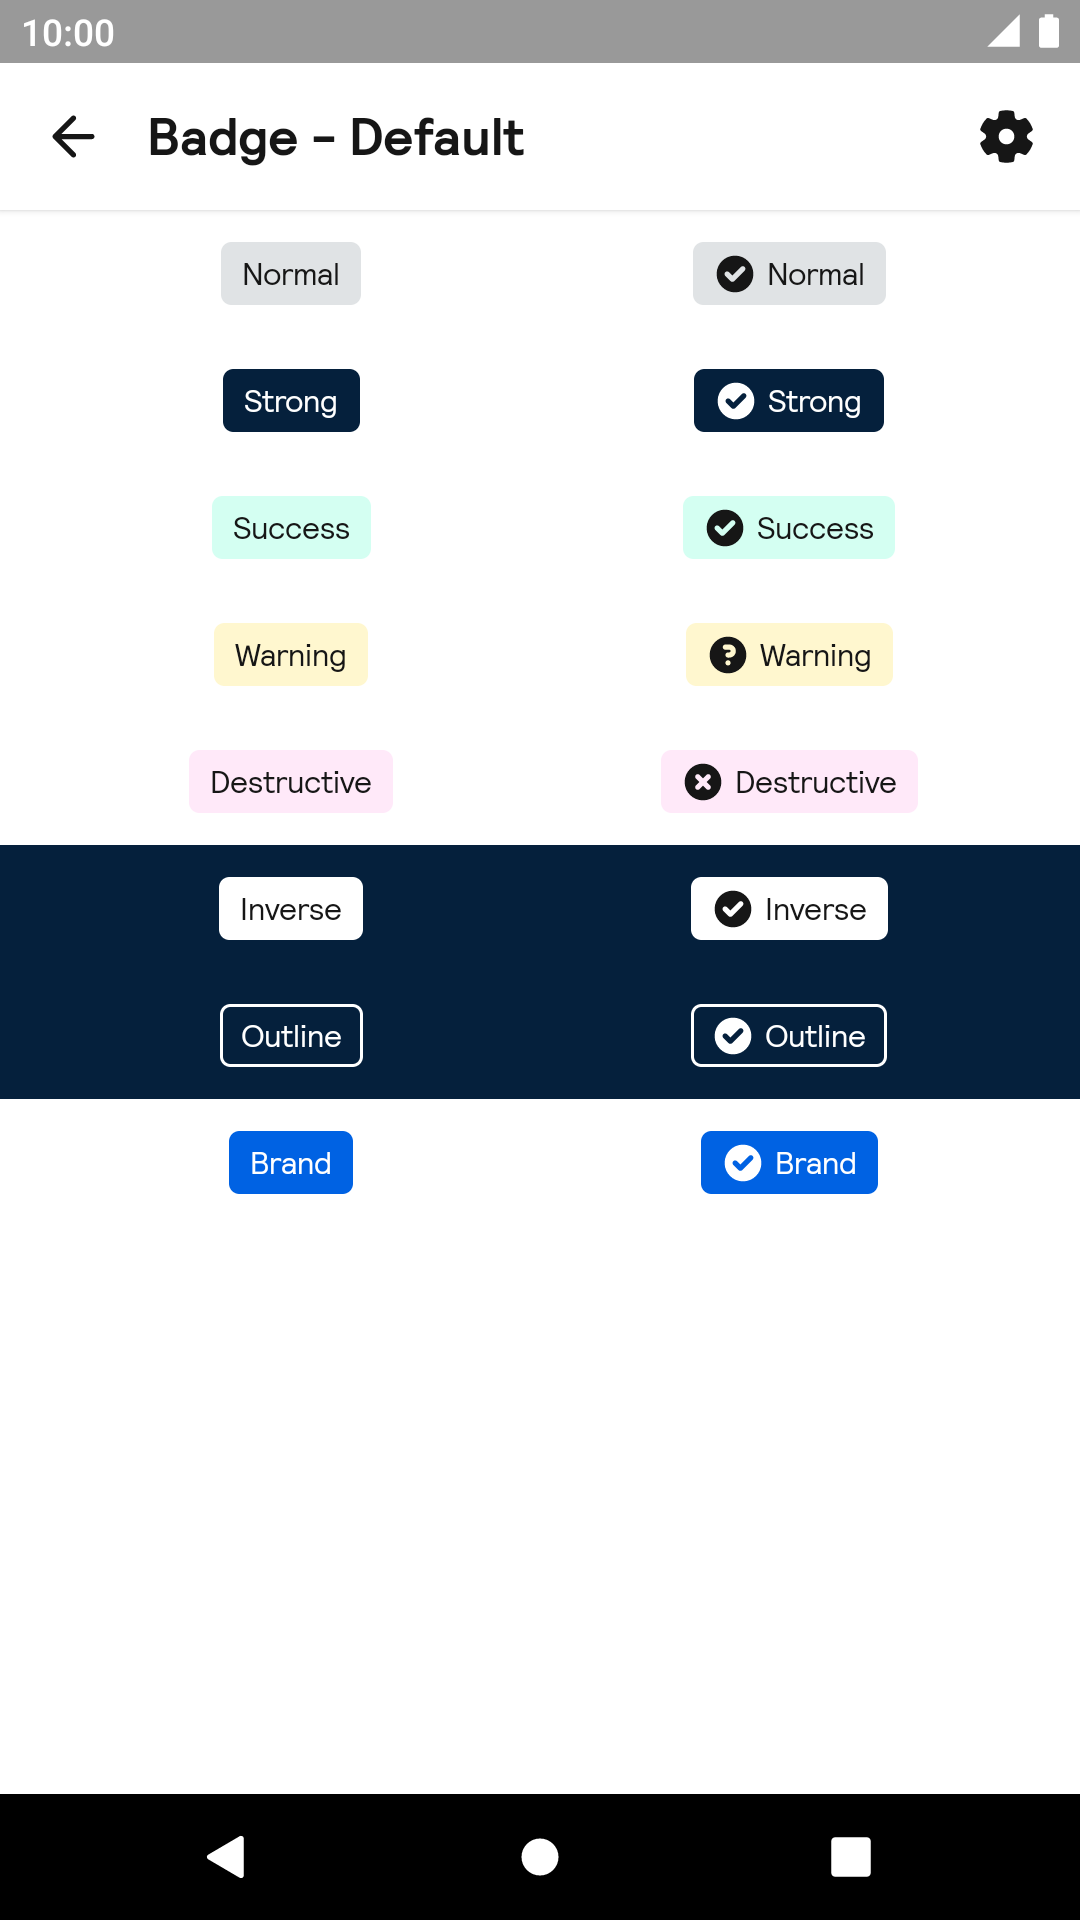 10:00
Badge – Default
Normal Normal
Strong Strong
Success Success
Warning Warning
Destructive Destructive
Inverse Inverse
Outline Outline
Brand Brand